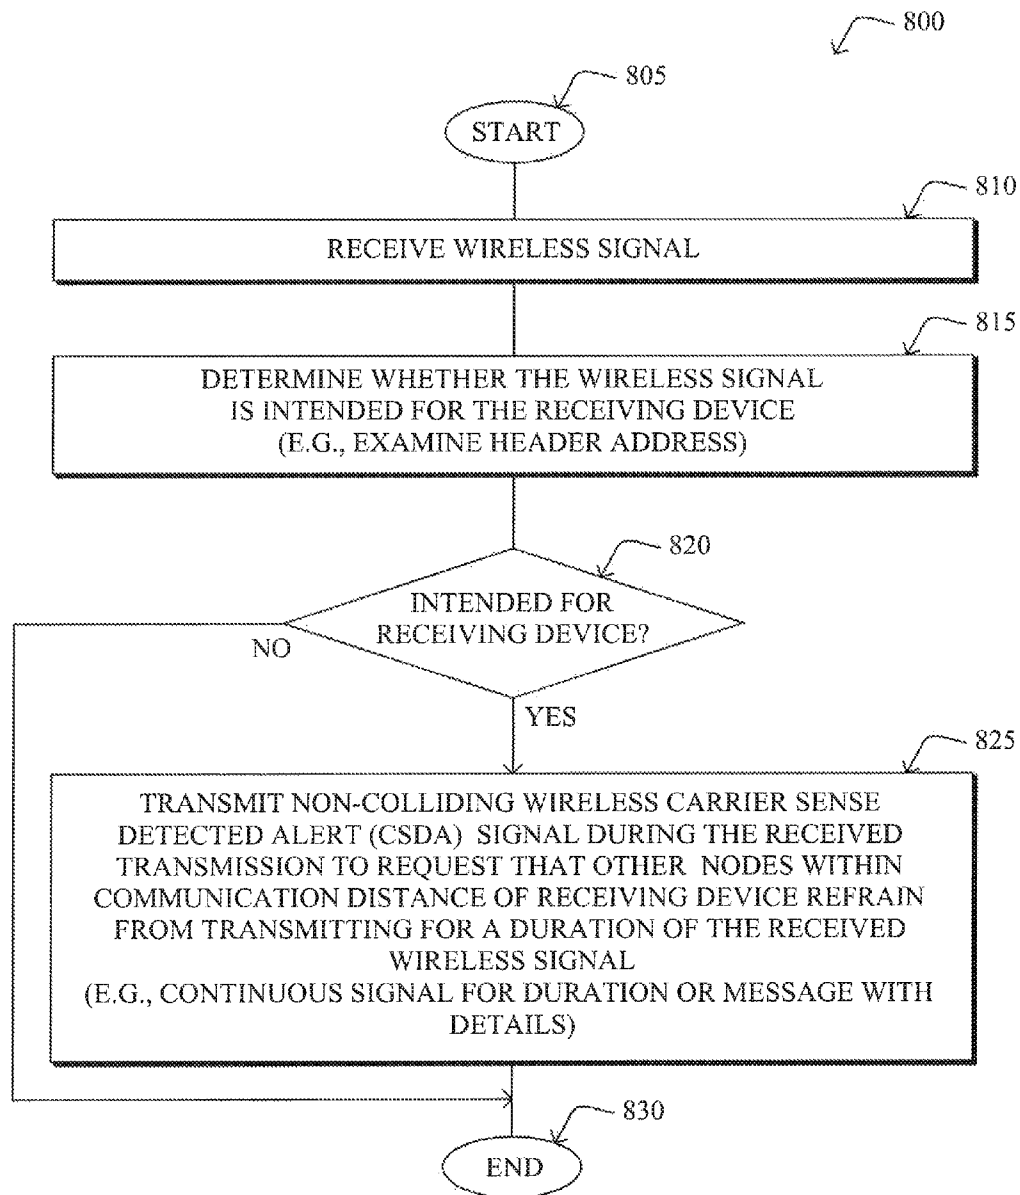 800
805
START
810
RECEIVE WIRELESS SIGNAL
815
DETERMINE WHETHER THE WIRELESS SIGNAL
IS INTENDED FOR THE RECEIVING DEVICE
(E.G., EXAMINE HEADER ADDRESS)
820
INTENDED FOR
RECEIVING DEVICE?
NO
YES
825
TRANSMIT NON-COLLIDING WIRELESS CARRIER SENSE
DETECTED ALERT (CSDA) SIGNAL DURING THE RECEIVED
TRANSMISSION TO REQUEST THAT OTHER NODES WITHIN
COMMUNICATION DISTANCE OF RECEIVING DEVICE REFRAIN
FROM TRANSMITTING FOR A DURATION OF THE RECEIVED
WIRELESS SIGNAL
(E.G., CONTINUOUS SIGNAL FOR DURATION OR MESSAGE WITH
DETAILS)
830
END